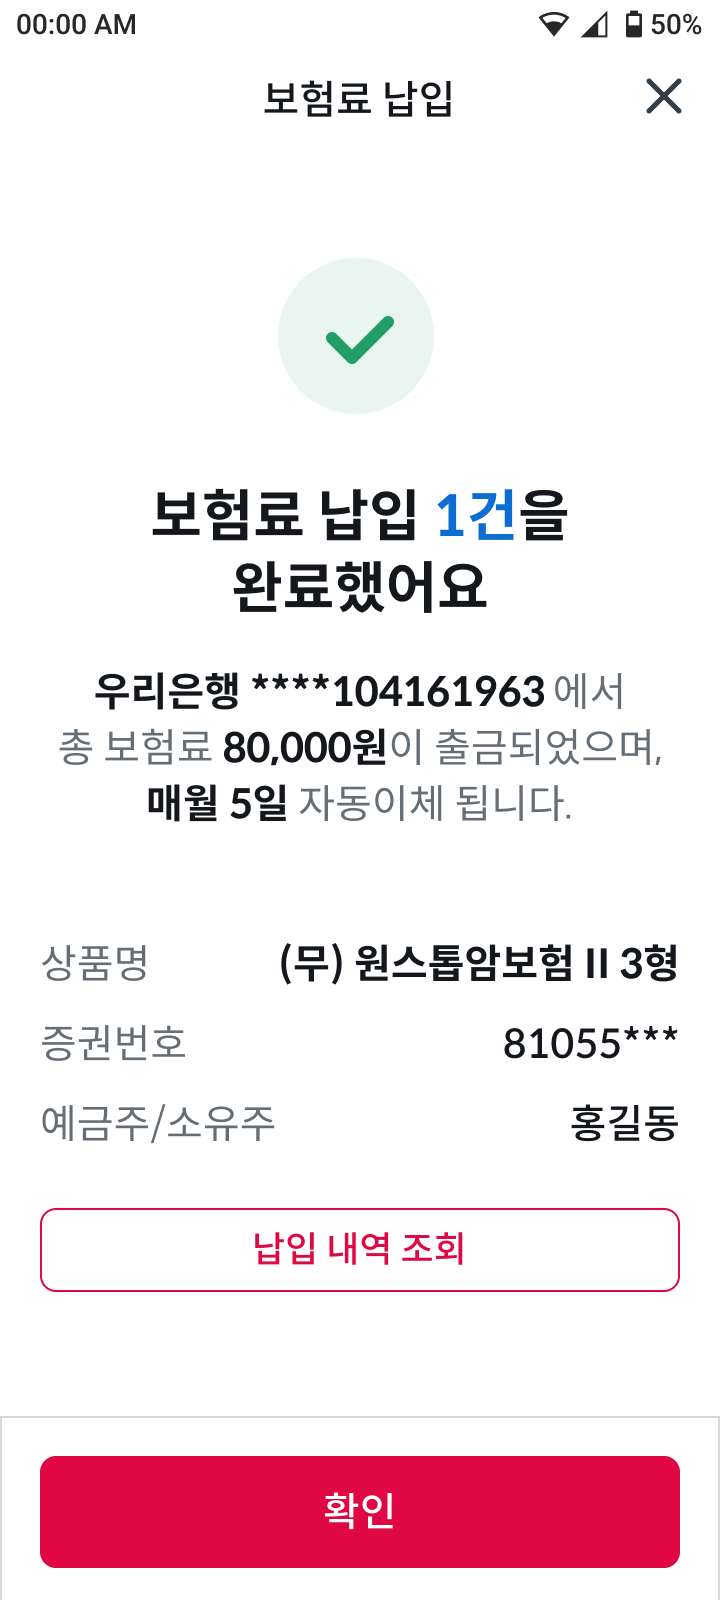 00:00 AM 50%
보험료 납입
보험료 납입 1건을
완료했어요
우리은행 ****104161963 에서
총 보험료 80,000원이 출금되었으며,
매월 5일 자동이체 됩니다.
상품명 (무) 원스톱암보험 II 3형
증권번호 81055***
예금주/소유주 홍길동
납입 내역 조회
확인